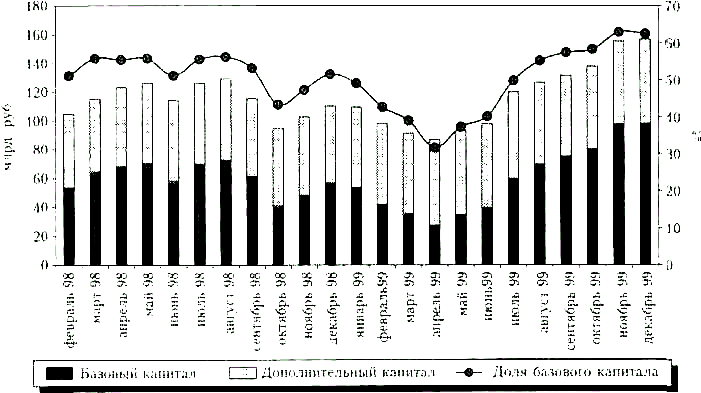 180 70
160 60
140 50
120 40
100 30
80 20
60 10
40 0
20
0
млрд руб
%
февраль 98
март 98
апрель 98
май 98
июнь 98
июль 98
август 98
сентябрь 98
октябрь 98
ноябрь 98
декабрь 98
январь 99
февраль99
март 99
апрель 99
май 99
июнь99
июль 99
август 99
сентябрь 99
октябрь 99
ноябрь 99
декабрь 99
Базовый капитал Дополнительный капитал Доля базового капитала